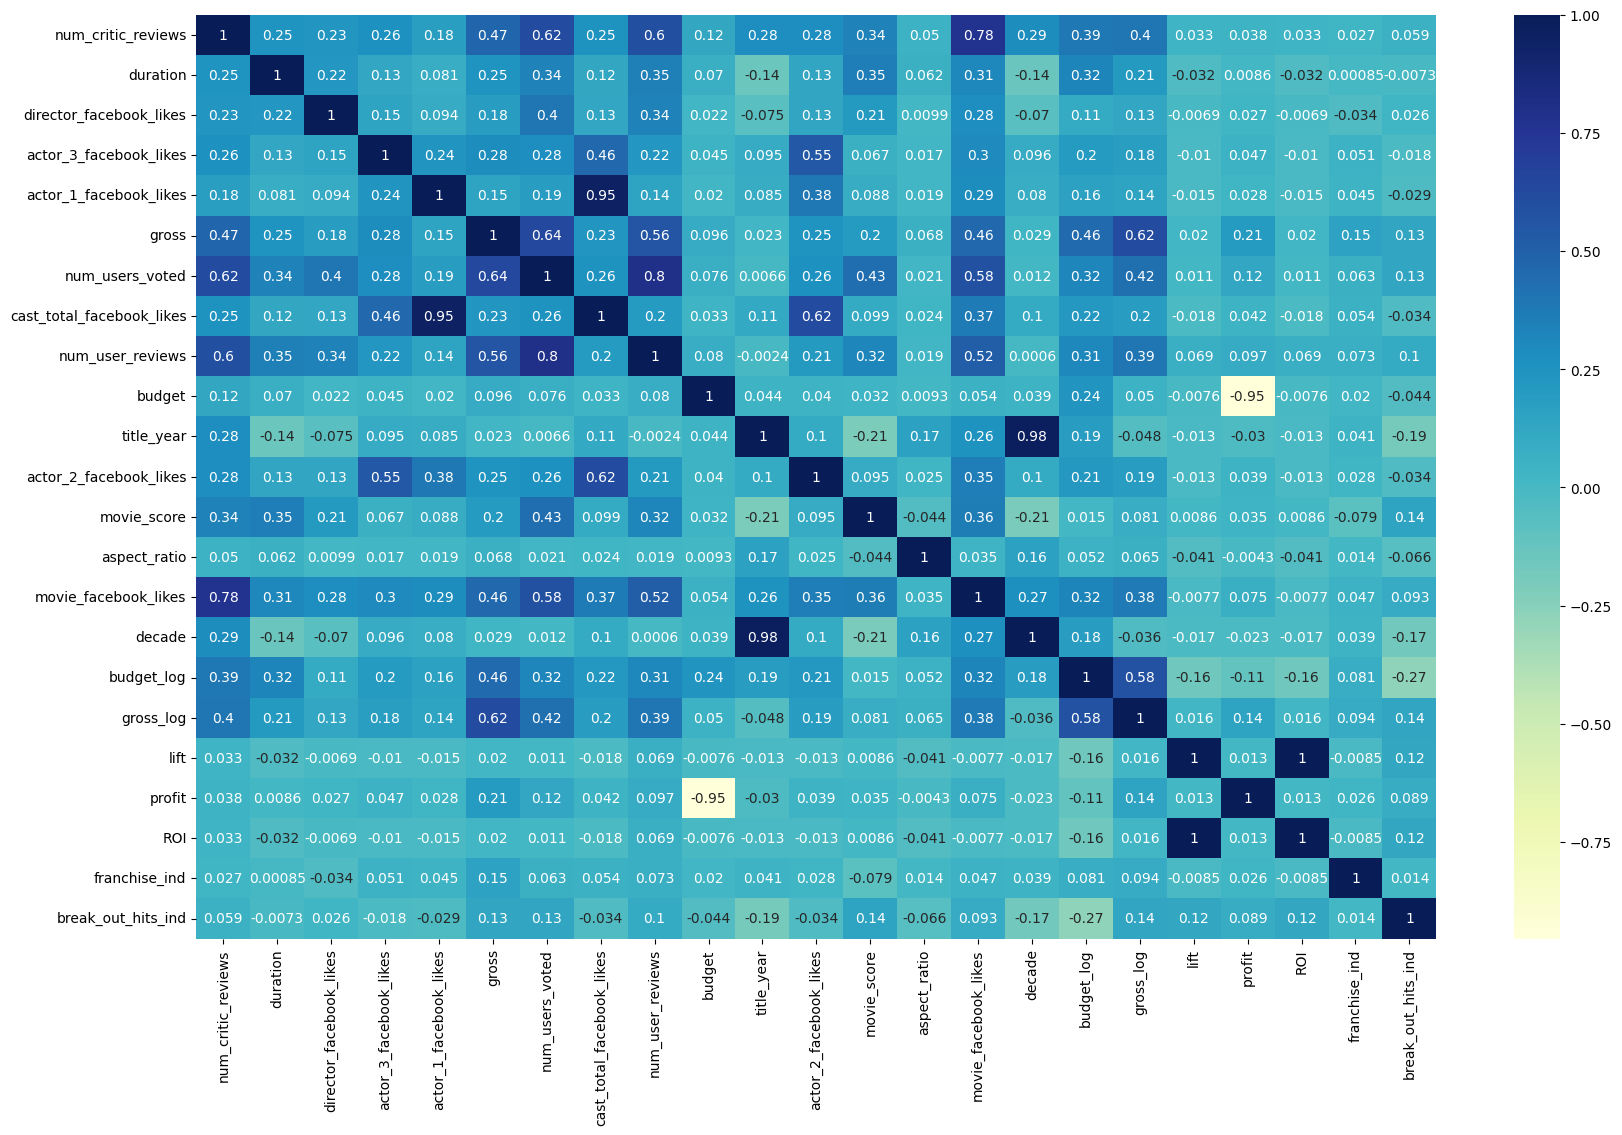 num_critic_reviews 1 0.25 0.23 0.26 0.18 0.47 0.62 0.25 0.6 0.12 0.28 0.28 0.34 0.05 0.78 0.29 0.39 0.4 0.033 0.038 0.033 0.027 0.059
duration 0.25 1 0.22 0.13 0.081 0.25 0.34 0.12 0.35 0.07 -0.14 0.13 0.35 0.062 0.31 -0.14 0.32 0.21 -0.032 0.0086 -0.032 0.00085 -0.0073
director_facebook_likes 0.23 0.22 1 0.15 0.094 0.18 0.4 0.13 0.34 0.022 -0.075 0.13 0.21 0.0099 0.28 -0.07 0.11 0.13 -0.0069 0.027 -0.0069 -0.034 0.026
actor_3_facebook_likes 0.26 0.13 0.15 1 0.24 0.28 0.28 0.46 0.22 0.045 0.095 0.55 0.067 0.017 0.3 0.096 0.2 0.18 -0.01 0.047 -0.01 0.051 -0.018
actor_1_facebook_likes 0.18 0.081 0.094 0.24 1 0.15 0.19 0.95 0.14 0.02 0.085 0.38 0.088 0.019 0.29 0.08 0.16 0.14 -0.015 0.028 -0.015 0.045 -0.029
gross 0.47 0.25 0.18 0.28 0.15 1 0.64 0.23 0.56 0.096 0.023 0.25 0.2 0.068 0.46 0.029 0.46 0.62 0.02 0.21 0.02 0.15 0.13
num_users_voted 0.62 0.34 0.4 0.28 0.19 0.64 1 0.26 0.8 0.076 0.0066 0.26 0.43 0.021 0.58 0.012 0.32 0.42 0.011 0.12 0.011 0.063 0.13
cast_total_facebook_likes 0.25 0.12 0.13 0.46 0.95 0.23 0.26 1 0.2 0.033 0.11 0.62 0.099 0.024 0.37 0.1 0.22 0.2 -0.018 0.042 -0.018 0.054 -0.034
num_user_reviews 0.6 0.35 0.34 0.22 0.14 0.56 0.8 0.2 1 0.08 -0.0024 0.21 0.32 0.019 0.52 0.0006 0.31 0.39 0.069 0.097 0.069 0.073 0.1
budget 0.12 0.07 0.022 0.045 0.02 0.096 0.076 0.033 0.08 1 0.044 0.04 0.032 0.0093 0.054 0.039 0.24 0.05 -0.0076 -0.95 -0.0076 0.02 -0.044
title_year 0.28 -0.14 -0.075 0.095 0.085 0.023 0.0066 0.11 -0.0024 0.044 1 0.1 -0.21 0.17 0.26 0.98 0.19 -0.048 -0.013 -0.03 -0.013 0.041 -0.19
actor_2_facebook_likes 0.28 0.13 0.13 0.55 0.38 0.25 0.26 0.62 0.21 0.04 0.1 1 0.095 0.025 0.35 0.1 0.21 0.19 -0.013 0.039 -0.013 0.028 -0.034
movie_score 0.34 0.35 0.21 0.067 0.088 0.2 0.43 0.099 0.32 0.032 -0.21 0.095 1 -0.044 0.36 -0.21 0.015 0.081 0.0086 0.035 0.0086 -0.079 0.14
aspect_ratio 0.05 0.062 0.0099 0.017 0.019 0.068 0.021 0.024 0.019 0.0093 0.17 0.025 -0.044 1 0.035 0.16 0.052 0.065 -0.041 -0.0043 -0.041 0.014 -0.066
movie_facebook_likes 0.78 0.31 0.28 0.3 0.29 0.46 0.58 0.37 0.52 0.054 0.26 0.35 0.36 0.035 1 0.27 0.32 0.38 -0.0077 0.075 -0.0077 0.047 0.093
decade 0.29 -0.14 -0.07 0.096 0.08 0.029 0.012 0.1 0.0006 0.039 0.98 0.1 -0.21 0.16 0.27 1 0.18 -0.036 -0.017 -0.023 -0.017 0.039 -0.17
budget_log 0.39 0.32 0.11 0.2 0.16 0.46 0.32 0.22 0.31 0.24 0.19 0.21 0.015 0.052 0.32 0.18 1 0.58 -0.16 -0.11 -0.16 0.081 -0.27
gross_log 0.4 0.21 0.13 0.18 0.14 0.62 0.42 0.2 0.39 0.05 -0.048 0.19 0.081 0.065 0.38 -0.036 0.58 1 0.016 0.14 0.016 0.094 0.14
lift 0.033 -0.032 -0.0069 -0.01 -0.015 0.02 0.011 -0.018 0.069 -0.0076 -0.013 -0.013 0.0086 -0.041 -0.0077 -0.017 -0.16 0.016 1 0.013 1 -0.0085 0.12
profit 0.038 0.0086 0.027 0.047 0.028 0.21 0.12 0.042 0.097 -0.95 -0.03 0.039 0.035 -0.0043 0.075 -0.023 -0.11 0.14 0.013 1 0.013 0.026 0.089
ROI 0.033 -0.032 -0.0069 -0.01 -0.015 0.02 0.011 -0.018 0.069 -0.0076 -0.013 -0.013 0.0086 -0.041 -0.0077 -0.017 -0.16 0.016 1 0.013 1 -0.0085 0.12
franchise_ind 0.027 0.00085 -0.034 0.051 0.045 0.15 0.063 0.054 0.073 0.02 0.041 0.028 -0.079 0.014 0.047 0.039 0.081 0.094 -0.0085 0.026 -0.0085 1 0.014
break_out_hits_ind 0.059 -0.0073 0.026 -0.018 -0.029 0.13 0.13 -0.034 0.1 -0.044 -0.19 -0.034 0.14 -0.066 0.093 -0.17 -0.27 0.14 0.12 0.089 0.12 0.014 1
num_critic_reviews
duration
director_facebook_likes
actor_3_facebook_likes
actor_1_facebook_likes
gross
num_users_voted
cast_total_facebook_likes
num_user_reviews
budget
title_year
actor_2_facebook_likes
movie_score
aspect_ratio
movie_facebook_likes
decade
budget_log
gross_log
lift
profit
ROI
franchise_ind
break_out_hits_ind
1.00
0.75
0.50
0.25
0.00
−0.25
−0.50
−0.75